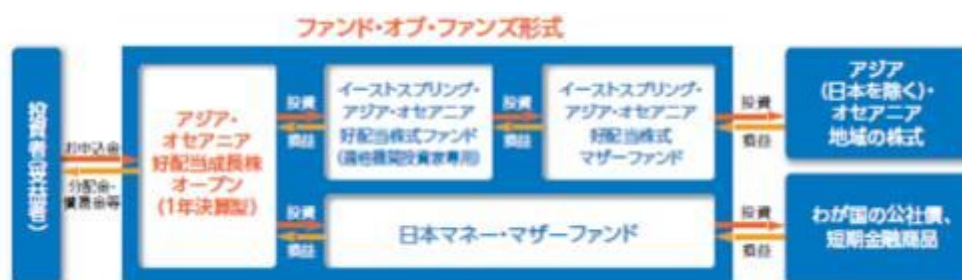 ファンド・オブ・ファンズ形式
投資者(受益者)
お申込金
分配金・
償還金等
アジア・
オセアニア
好配当成長株
オープン
(1年決算型)
投資
損益
イーストスプリング・
アジア・オセアニア
好配当株式ファンド
(適格機関投資家専用)
投資
損益
イーストスプリング・
アジア・オセアニア
好配当株式
マザーファンド
投資
損益
アジア
(日本を除く)・
オセアニア
地域の株式
投資
損益
日本マネー・マザーファンド
投資
損益
わが国の公社債、
短期金融商品